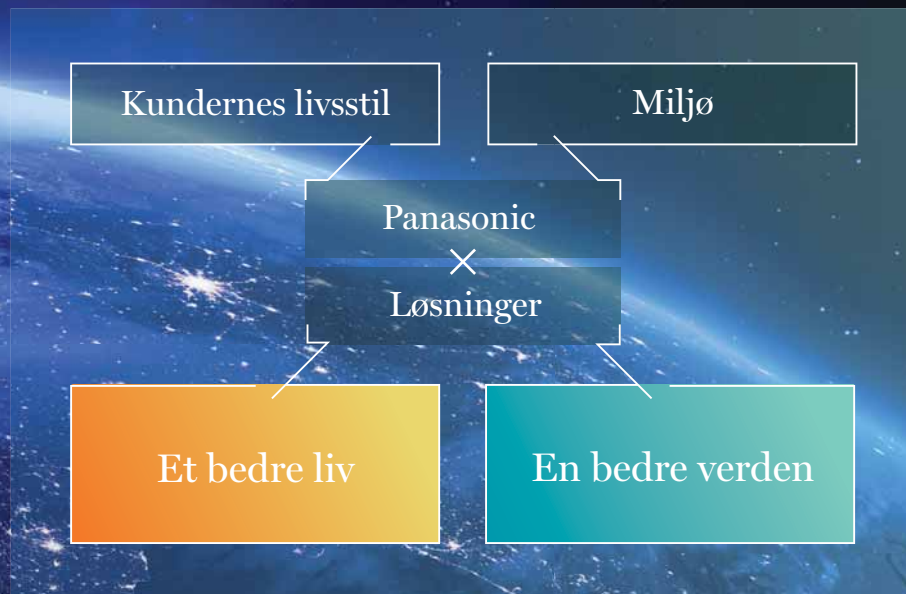 Kundernes livsstil
Miljø
Panasonic
×
Løsninger
Et bedre liv
En bedre verden